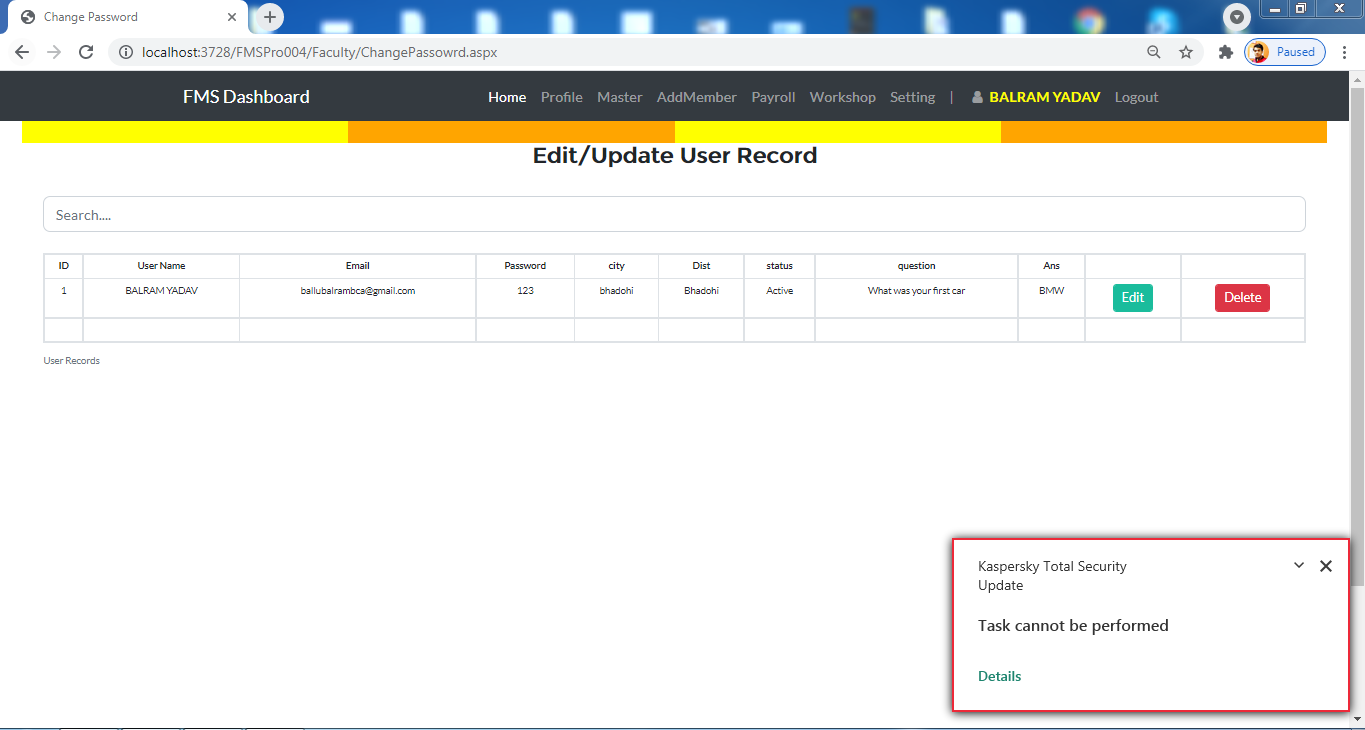 Change Password
localhost:3728/FMSPro004/Faculty/ChangePassowrd.aspx
Paused
FMS Dashboard Home Profile Master AddMember Payroll Workshop Setting | BALRAM YADAV Logout
Edit/Update User Record
Search....
ID User Name Email Password city Dist status question Ans
1 BALRAM YADAV ballubalrambca@gmail.com 123 bhadohi Bhadohi Active What was your first car BMW Edit Delete
User Records
Kaspersky Total Security
Update
Task cannot be performed
Details